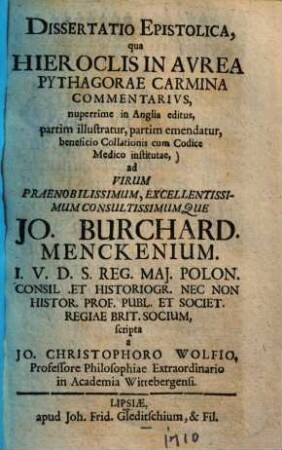 DISSERTATIO EPISTOLICA,
qua
HIEROCLIS IN AVREA
PYTHAGORAE CARMINA
COMMENTARIVS,
nuperrime in Anglia editus,
partim illustratur, partim emendatur,
beneficio Collationis cum Codice
Medico institutae,
ad
VIRUM
PRAENOBILISSIMUM, EXCELLENTISSI-
MUM CONSULTISSIMUMQUE
JO. BURCHARD.
MENCKENIUM.
I. V. D. S. REG. MAJ. POLON.
CONSIL .ET HISTORIOGR. NEC NON
HISTOR. PROF. PUBL. ET SOCIET.
REGIAE BRIT. SOCIUM,
scripta
a
JO. CHRISTOPHORO WOLFIO,
Professore Philosophiae Extraordinario
in Academia Wittebergensi.
LIPSIÆ,
apud Joh. Frid. Gleditschium, & Fil.
1710